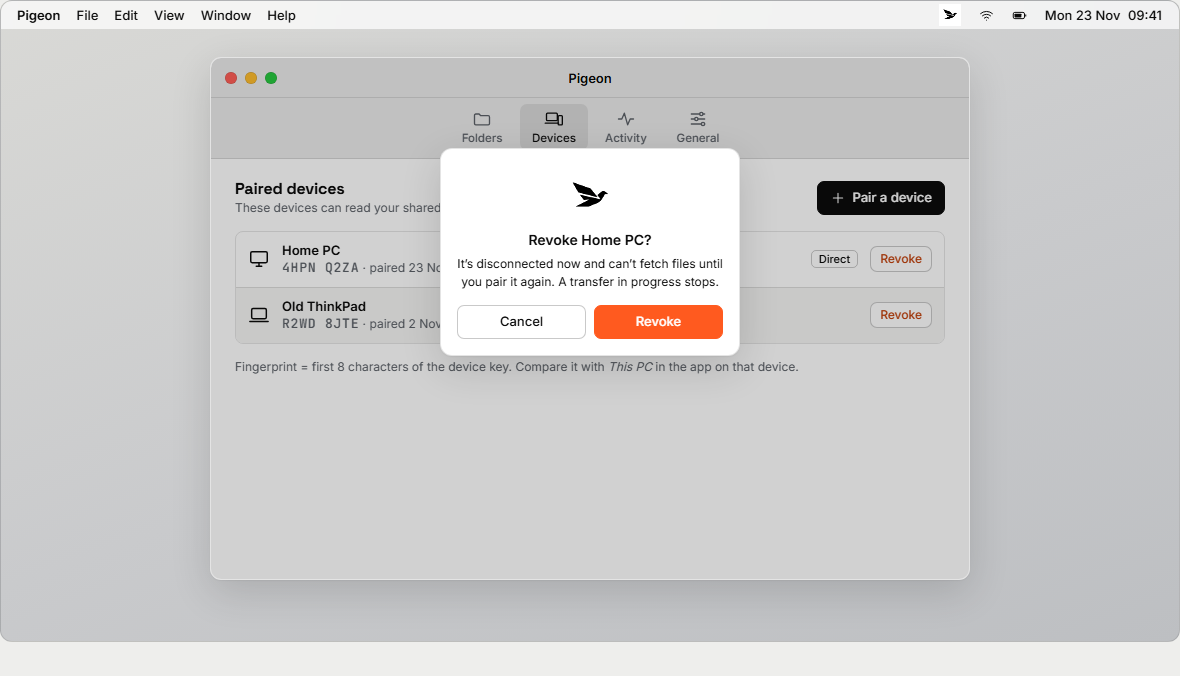 Pigeon File Edit View Window Help Mon 23 Nov 09:41
Pigeon
Folders Devices Activity General
Paired devices
These devices can read your shared
Pair a device
Home PC
4HPN Q2ZA · paired 23 No
Direct Revoke
Old ThinkPad
R2WD 8JTE · paired 2 Nov
Revoke
Fingerprint = first 8 characters of the device key. Compare it with This PC in the app on that device.
Revoke Home PC?
It’s disconnected now and can’t fetch files until
you pair it again. A transfer in progress stops.
Cancel Revoke